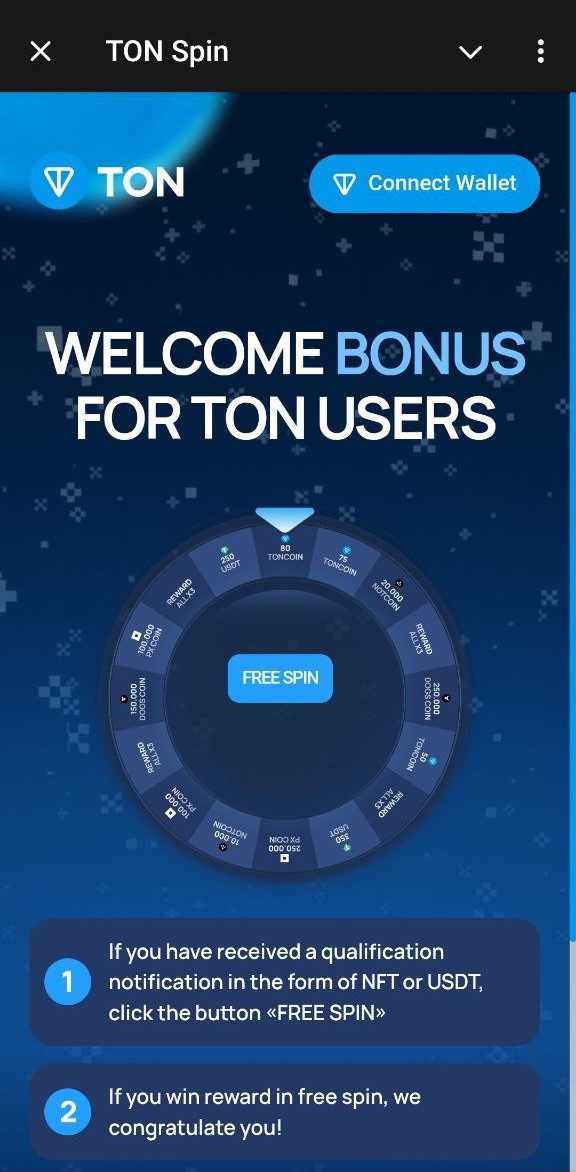 TON Spin
TON
Connect Wallet
WELCOME BONUS
FOR TON USERS
80
TONCOIN
75
TONCOIN
20.000
NOTCOIN
REWARD
ALL X3
250.000
DOGS COIN
50
TONCOIN
REWARD
ALL X3
350
USDT
250.000
PX COIN
10.000
NOTCOIN
100.000
PX COIN
REWARD
ALL X3
150.000
DOGS COIN
100.000
PX COIN
REWARD
ALL X3
250
USDT
FREE SPIN
1
If you have received a qualification
notification in the form of NFT or USDT,
click the button «FREE SPIN»
2
If you win reward in free spin, we
congratulate you!